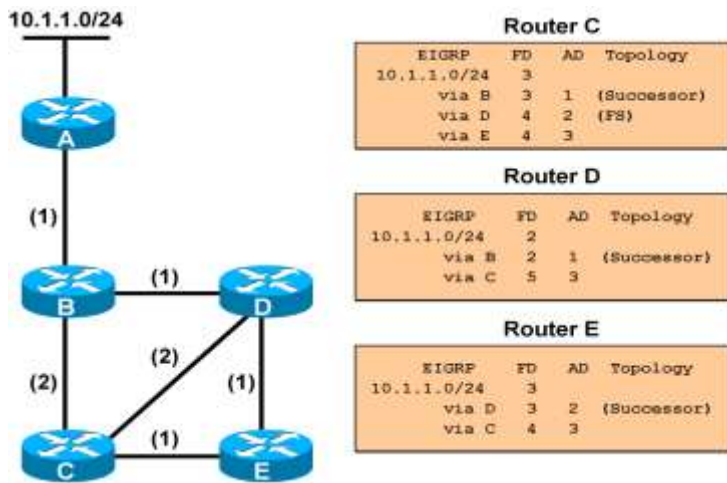 10.1.1.0/24
A
(1)
B
(1)
D
(2)
(2)
(1)
C
(1)
E
Router C
EIGRP FD AD Topology
10.1.1.0/24 3
via B 3 1 (Successor)
via D 4 2 (FS)
via E 4 3
Router D
EIGRP FD AD Topology
10.1.1.0/24 2
via B 2 1 (Successor)
via C 5 3
Router E
EIGRP FD AD Topology
10.1.1.0/24 3
via D 3 2 (Successor)
via C 4 3